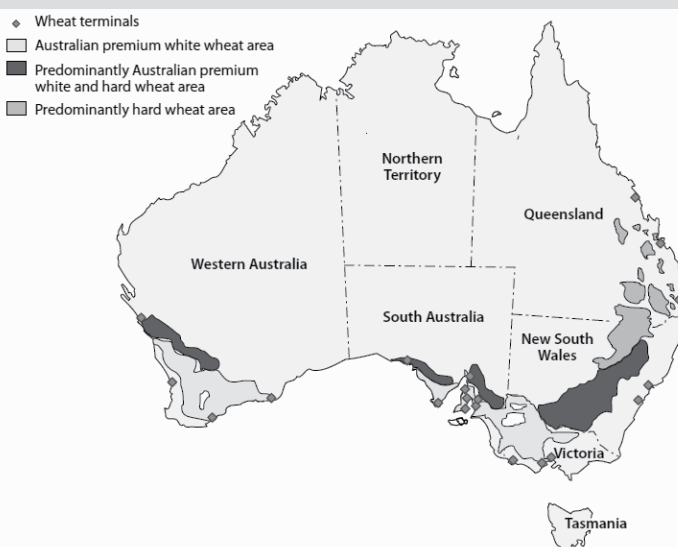 Wheat terminals
Australian premium white wheat area
Predominantly Australian premium
white and hard wheat area
Predominantly hard wheat area
Northern
Territory
Queensland
Western Australia
South Australia
New South
Wales
Victoria
Tasmania